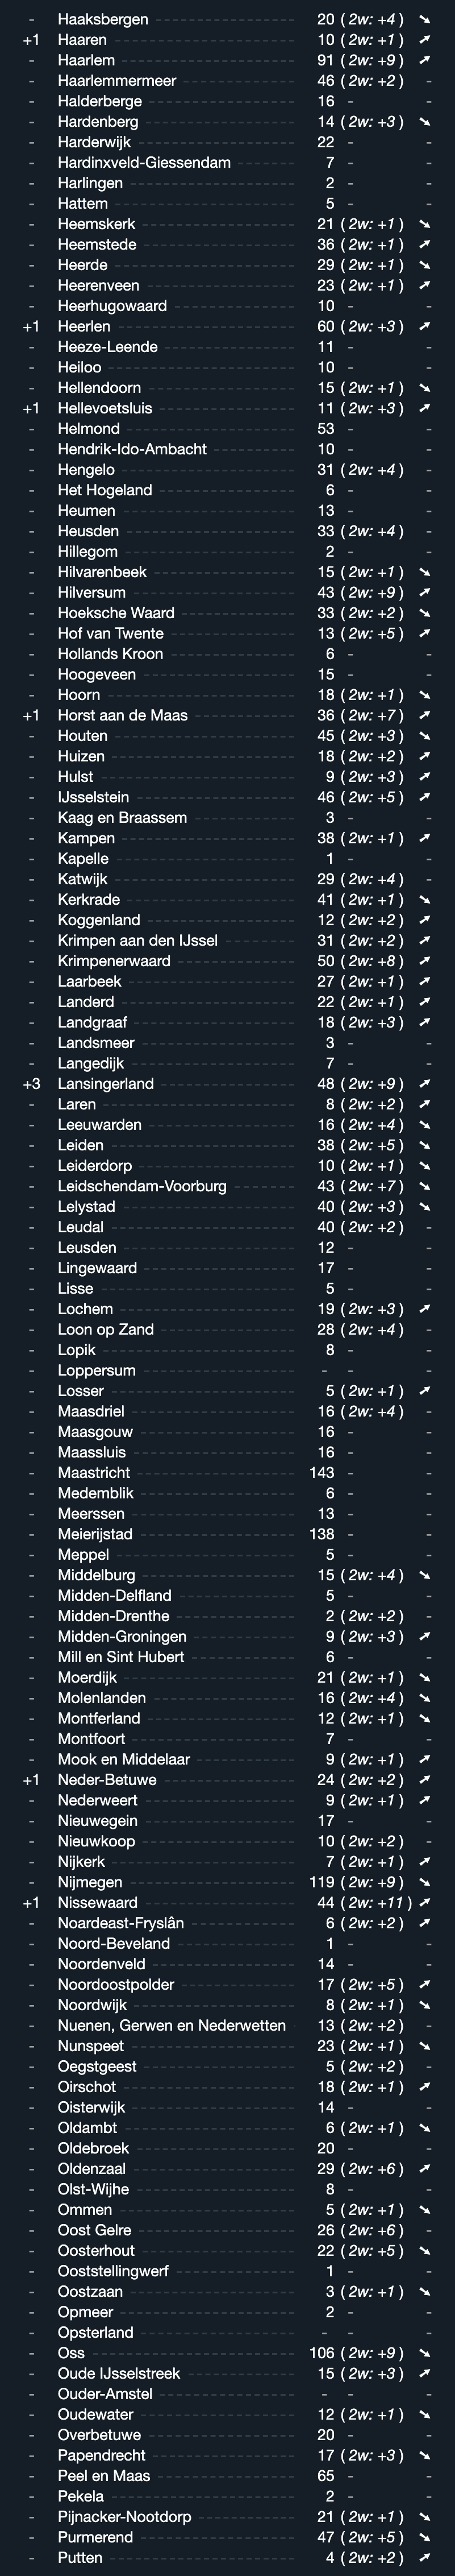 - Haaksbergen 20 (2w: +4) ➘
+1 Haaren 10 (2w: +1) ➚
- Haarlem 91 (2w: +9) ➚
- Haarlemmermeer 46 (2w: +2) -
- Halderberge 16 - -
- Hardenberg 14 (2w: +3) ➘
- Harderwijk 22 - -
- Hardinxveld-Giessendam 7 - -
- Harlingen 2 - -
- Hattem 5 - -
- Heemskerk 21 (2w: +1) ➘
- Heemstede 36 (2w: +1) ➚
- Heerde 29 (2w: +1) ➘
- Heerenveen 23 (2w: +1) ➚
- Heerhugowaard 10 - -
+1 Heerlen 60 (2w: +3) ➚
- Heeze-Leende 11 - -
- Heiloo 10 - -
- Hellendoorn 15 (2w: +1) ➘
+1 Hellevoetsluis 11 (2w: +3) ➚
- Helmond 53 - -
- Hendrik-Ido-Ambacht 10 - -
- Hengelo 31 (2w: +4) -
- Het Hogeland 6 - -
- Heumen 13 - -
- Heusden 33 (2w: +4) -
- Hillegom 2 - -
- Hilvarenbeek 15 (2w: +1) ➘
- Hilversum 43 (2w: +9) ➚
- Hoeksche Waard 33 (2w: +2) ➘
- Hof van Twente 13 (2w: +5) ➚
- Hollands Kroon 6 - -
- Hoogeveen 15 - -
- Hoorn 18 (2w: +1) ➘
+1 Horst aan de Maas 36 (2w: +7) ➚
- Houten 45 (2w: +3) ➘
- Huizen 18 (2w: +2) ➚
- Hulst 9 (2w: +3) ➚
- IJsselstein 46 (2w: +5) ➚
- Kaag en Braassem 3 - -
- Kampen 38 (2w: +1) ➚
- Kapelle 1 - -
- Katwijk 29 (2w: +4) -
- Kerkrade 41 (2w: +1) ➘
- Koggenland 12 (2w: +2) ➚
- Krimpen aan den IJssel 31 (2w: +2) ➚
- Krimpenerwaard 50 (2w: +8) ➚
- Laarbeek 27 (2w: +1) ➚
- Landerd 22 (2w: +1) ➚
- Landgraaf 18 (2w: +3) ➚
- Landsmeer 3 - -
- Langedijk 7 - -
+3 Lansingerland 48 (2w: +9) ➚
- Laren 8 (2w: +2) ➚
- Leeuwarden 16 (2w: +4) ➘
- Leiden 38 (2w: +5) ➘
- Leiderdorp 10 (2w: +1) ➘
- Leidschendam-Voorburg 43 (2w: +7) ➘
- Lelystad 40 (2w: +3) ➘
- Leudal 40 (2w: +2) -
- Leusden 12 - -
- Lingewaard 17 - -
- Lisse 5 - -
- Lochem 19 (2w: +3) ➚
- Loon op Zand 28 (2w: +4) -
- Lopik 8 - -
- Loppersum - - -
- Losser 5 (2w: +1) ➚
- Maasdriel 16 (2w: +4) -
- Maasgouw 16 - -
- Maassluis 16 - -
- Maastricht 143 - -
- Medemblik 6 - -
- Meerssen 13 - -
- Meierijstad 138 - -
- Meppel 5 - -
- Middelburg 15 (2w: +4) ➘
- Midden-Delfland 5 - -
- Midden-Drenthe 2 (2w: +2) -
- Midden-Groningen 9 (2w: +3) ➚
- Mill en Sint Hubert 6 - -
- Moerdijk 21 (2w: +1) ➘
- Molenlanden 16 (2w: +4) ➘
- Montferland 12 (2w: +1) ➘
- Montfoort 7 - -
- Mook en Middelaar 9 (2w: +1) ➚
+1 Neder-Betuwe 24 (2w: +2) ➚
- Nederweert 9 (2w: +1) ➚
- Nieuwegein 17 - -
- Nieuwkoop 10 (2w: +2) -
- Nijkerk 7 (2w: +1) ➚
- Nijmegen 119 (2w: +9) ➘
+1 Nissewaard 44 (2w: +11) ➚
- Noardeast-Fryslân 6 (2w: +2) ➚
- Noord-Beveland 1 - -
- Noordenveld 14 - -
- Noordoostpolder 17 (2w: +5) ➚
- Noordwijk 8 (2w: +1) ➘
- Nuenen, Gerwen en Nederwetten 13 (2w: +2) -
- Nunspeet 23 (2w: +1) ➘
- Oegstgeest 5 (2w: +2) -
- Oirschot 18 (2w: +1) ➚
- Oisterwijk 14 - -
- Oldambt 6 (2w: +1) ➘
- Oldebroek 20 - -
- Oldenzaal 29 (2w: +6) ➚
- Olst-Wijhe 8 - -
- Ommen 5 (2w: +1) ➘
- Oost Gelre 26 (2w: +6) -
- Oosterhout 22 (2w: +5) ➘
- Ooststellingwerf 1 - -
- Oostzaan 3 (2w: +1) ➘
- Opmeer 2 - -
- Opsterland - - -
- Oss 106 (2w: +9) ➘
- Oude IJsselstreek 15 (2w: +3) ➚
- Ouder-Amstel - - -
- Oudewater 12 (2w: +1) ➘
- Overbetuwe 20 - -
- Papendrecht 17 (2w: +3) ➘
- Peel en Maas 65 - -
- Pekela 2 - -
- Pijnacker-Nootdorp 21 (2w: +1) ➘
- Purmerend 47 (2w: +5) ➘
- Putten 4 (2w: +2) ➚